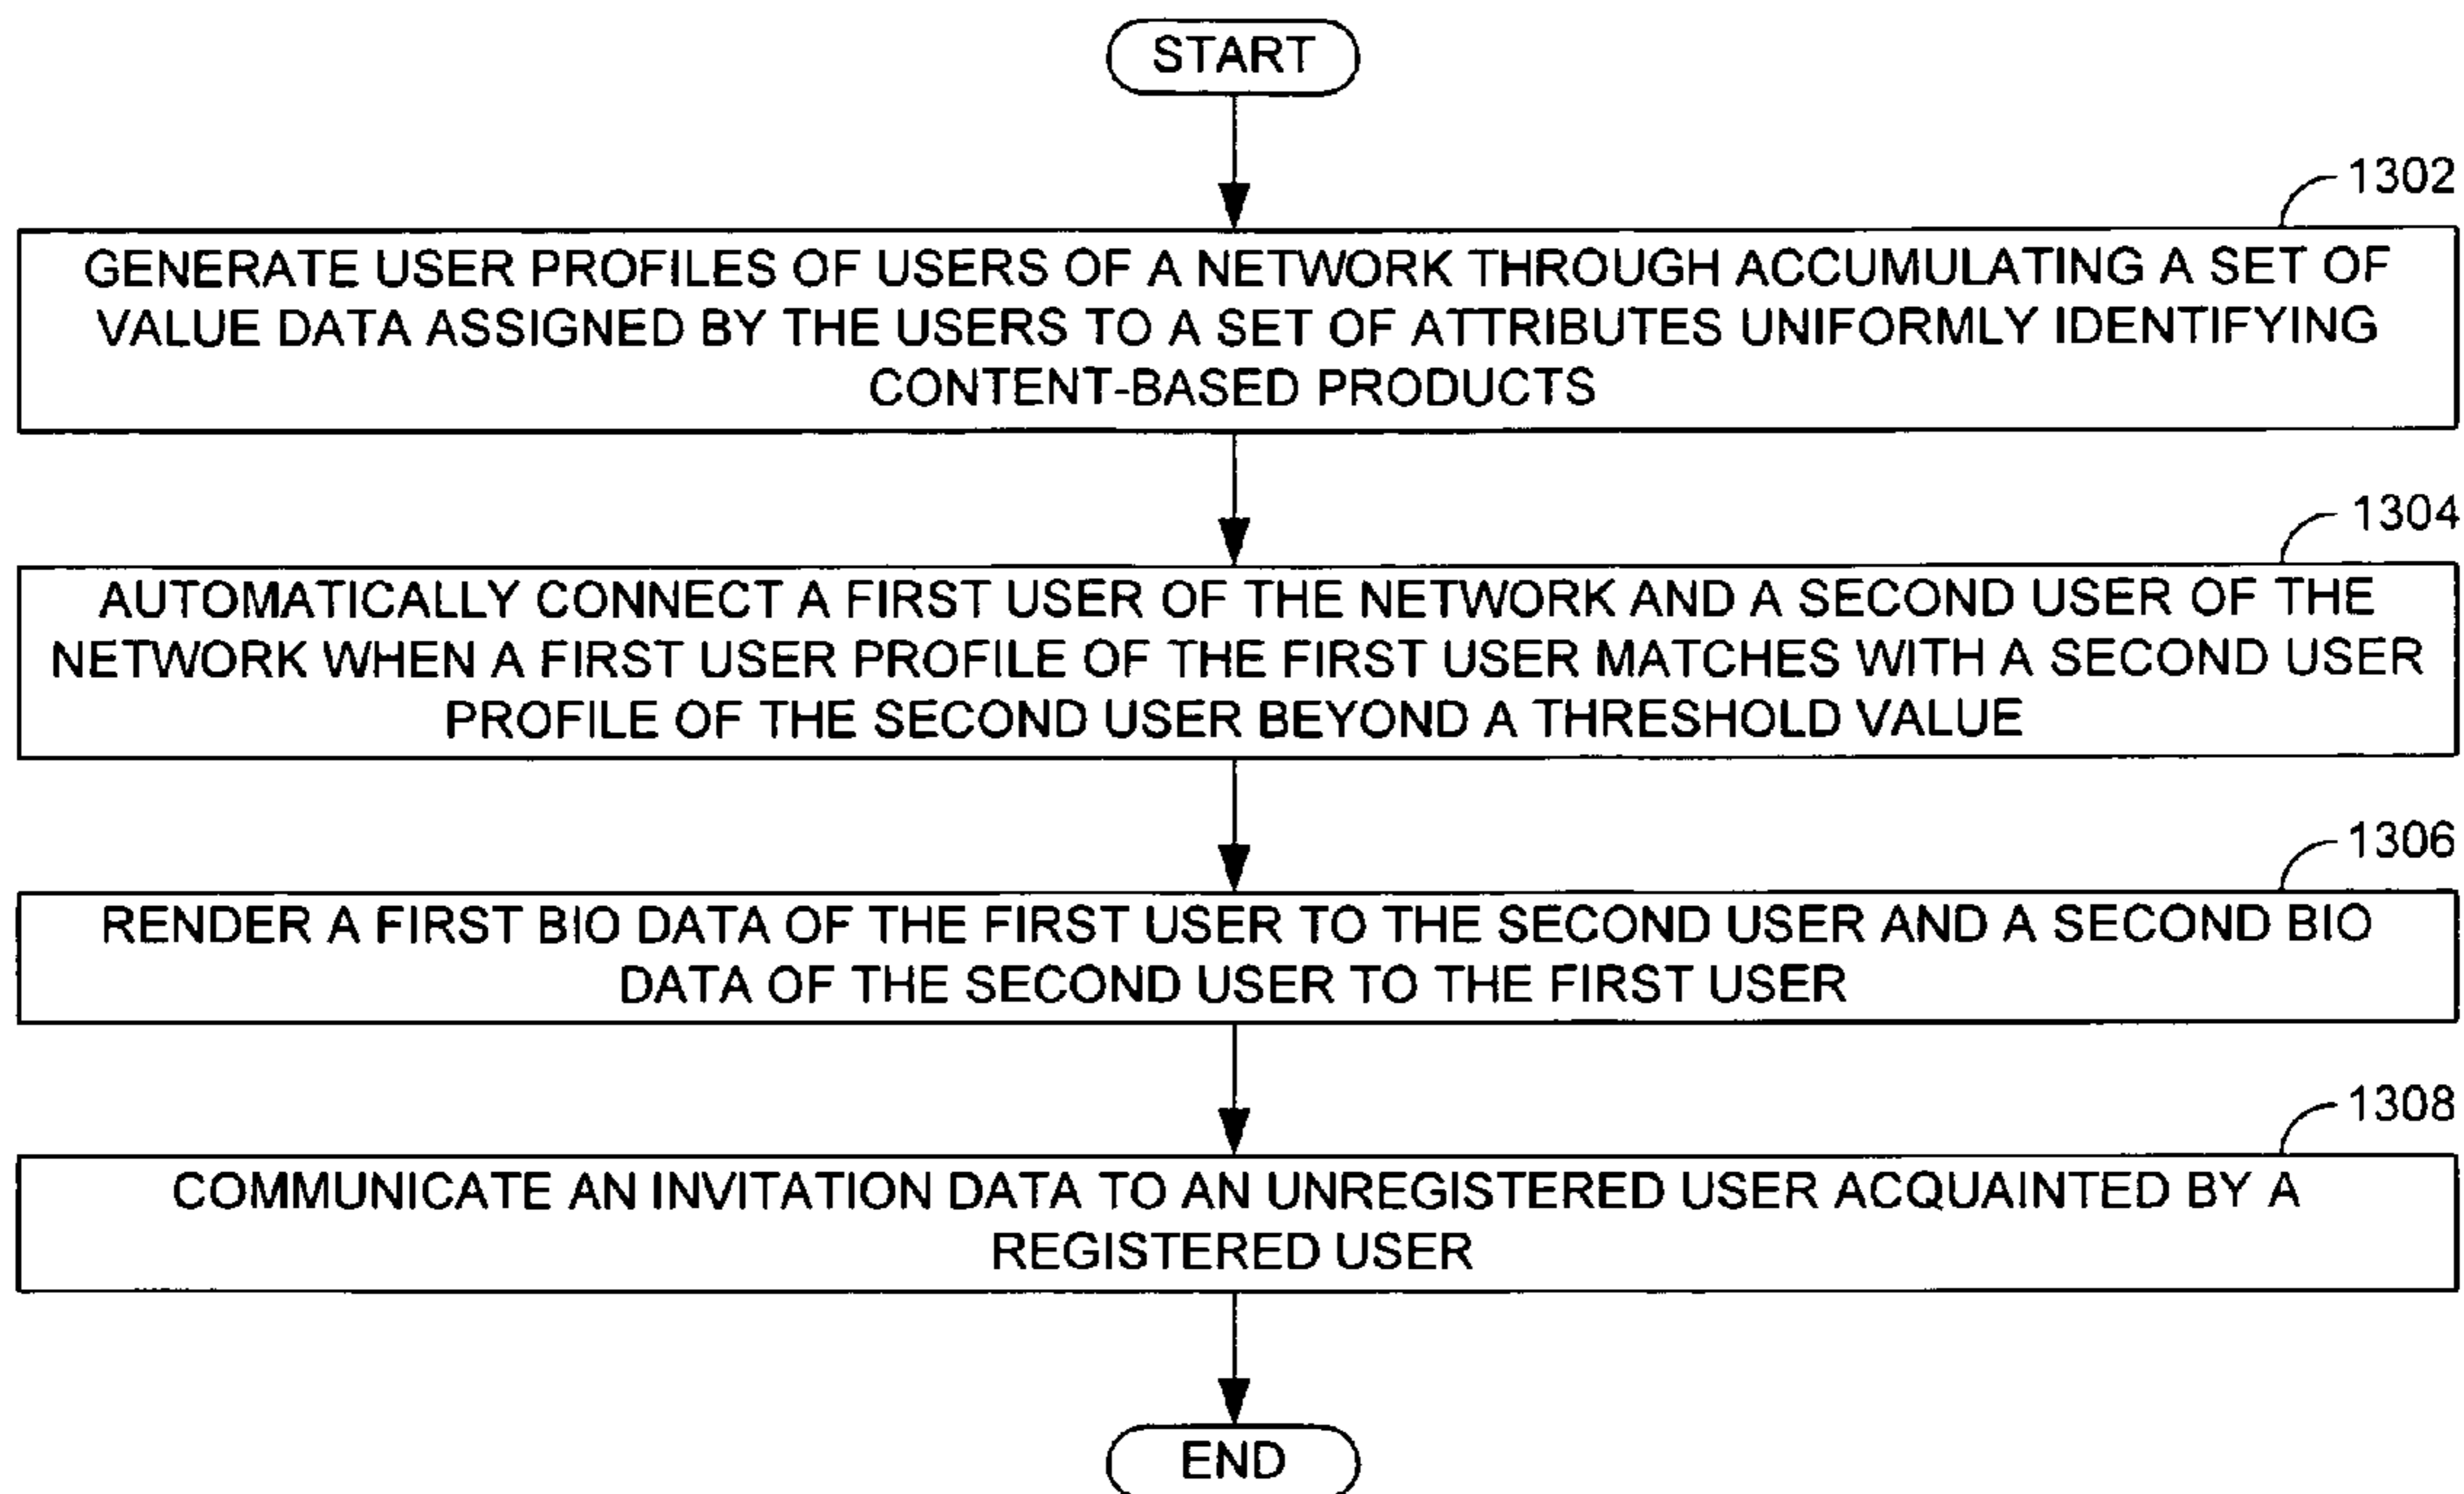 START
1302
GENERATE USER PROFILES OF USERS OF A NETWORK THROUGH ACCUMULATING A SET OF
VALUE DATA ASSIGNED BY THE USERS TO A SET OF ATTRIBUTES UNIFORMLY IDENTIFYING
CONTENT-BASED PRODUCTS
1304
AUTOMATICALLY CONNECT A FIRST USER OF THE NETWORK AND A SECOND USER OF THE
NETWORK WHEN A FIRST USER PROFILE OF THE FIRST USER MATCHES WITH A SECOND USER
PROFILE OF THE SECOND USER BEYOND A THRESHOLD VALUE
1306
RENDER A FIRST BIO DATA OF THE FIRST USER TO THE SECOND USER AND A SECOND BIO
DATA OF THE SECOND USER TO THE FIRST USER
1308
COMMUNICATE AN INVITATION DATA TO AN UNREGISTERED USER ACQUAINTED BY A
REGISTERED USER
END